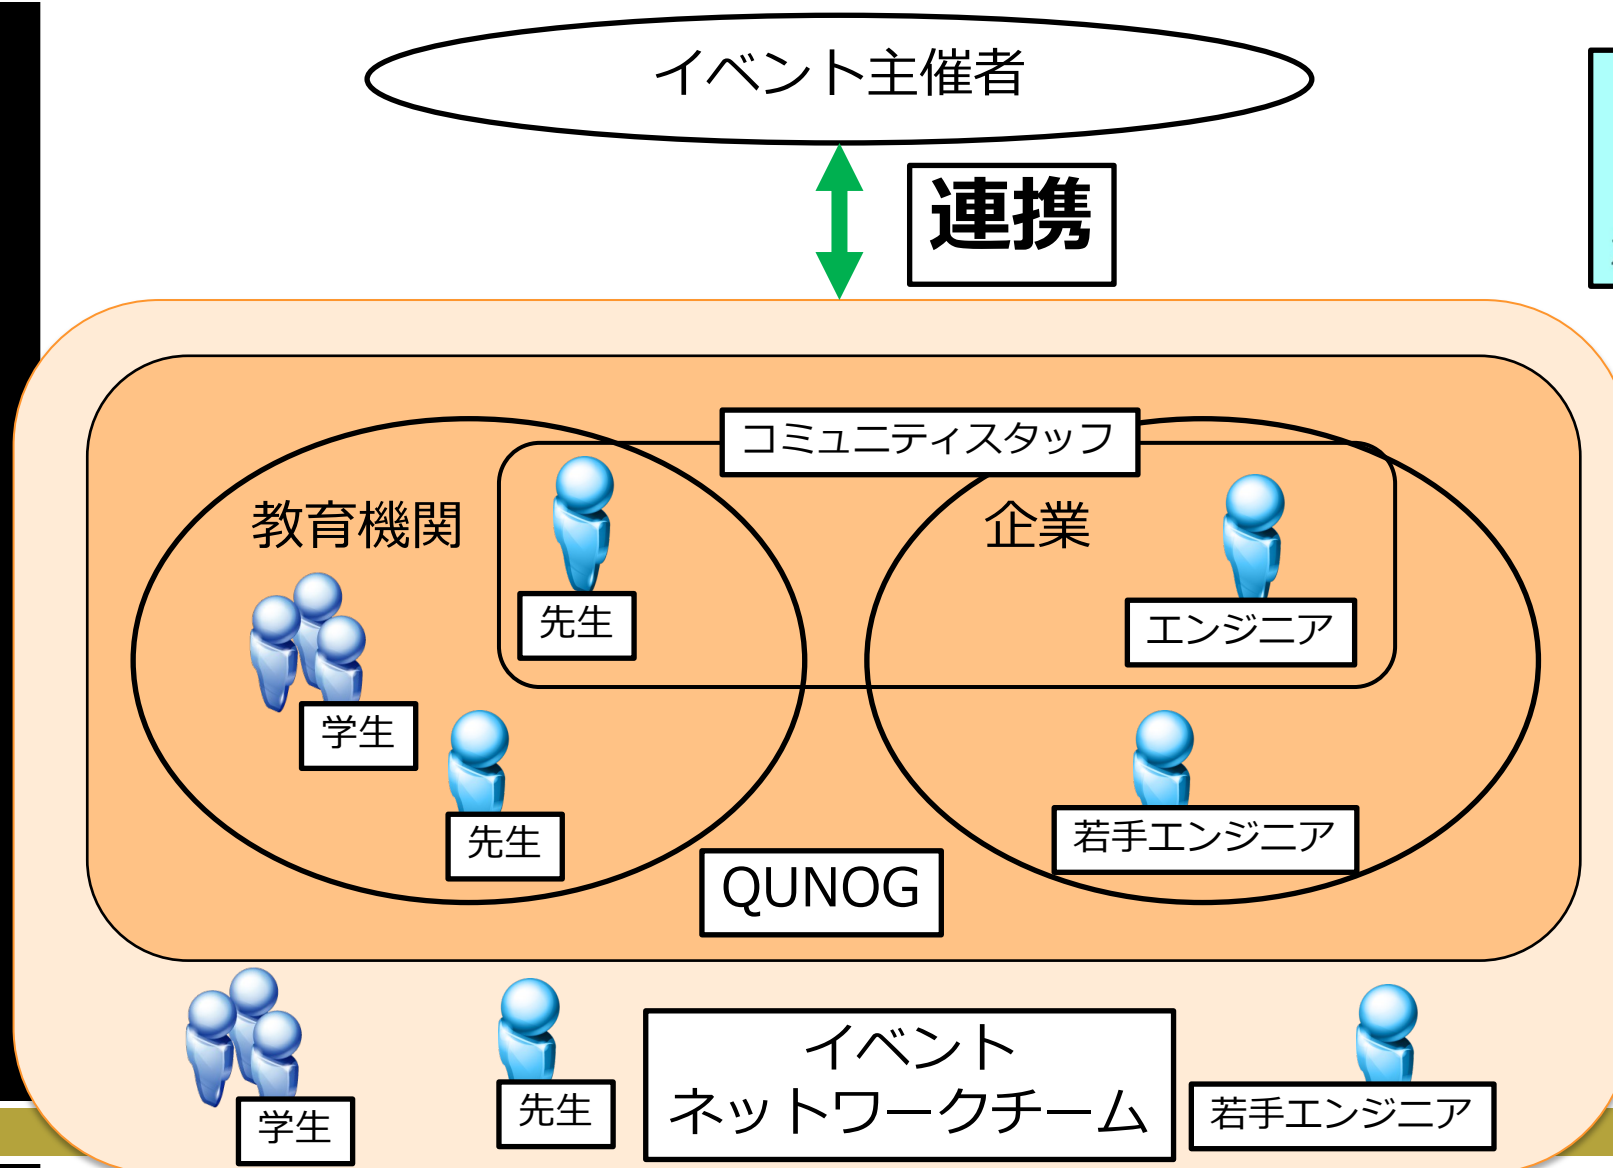 イベント主催者
連携
コミュニティスタッフ
教育機関
企業
先生
エンジニア
学生
先生
若手エンジニア
QUNOG
イベント
ネットワークチーム
学生
先生
若手エンジニア